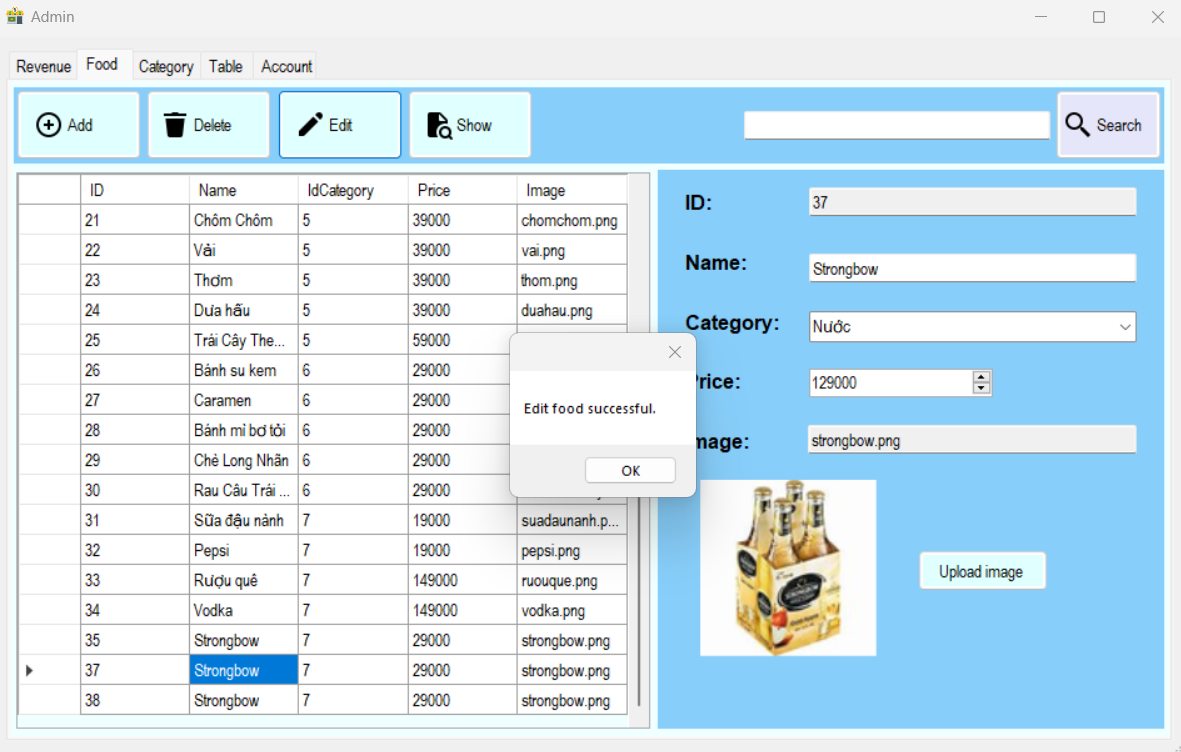 Admin
Revenue Food Category Table Account
Add Delete Edit Show Search
ID Name IdCategory Price Image
21 Chôm Chôm 5 39000 chomchom.png
22 Vải 5 39000 vai.png
23 Thơm 5 39000 thom.png
24 Dưa hấu 5 39000 duahau.png
25 Trái Cây The... 5 59000
26 Bánh su kem 6 29000
27 Caramen 6 29000
28 Bánh mì bơ tỏi 6 29000
29 Chè Long Nhãn 6 29000
30 Rau Câu Trái ... 6 29000
31 Sữa đậu nành 7 19000 suadaunanh.p...
32 Pepsi 7 19000 pepsi.png
33 Rượu quê 7 149000 ruouque.png
34 Vodka 7 149000 vodka.png
35 Strongbow 7 29000 strongbow.png
37 Strongbow 7 29000 strongbow.png
38 Strongbow 7 29000 strongbow.png
ID: 37
Name: Strongbow
Category: Nước
rice: 129000
mage: strongbow.png
STRONGBOW
Upload image
Edit food successful.
OK